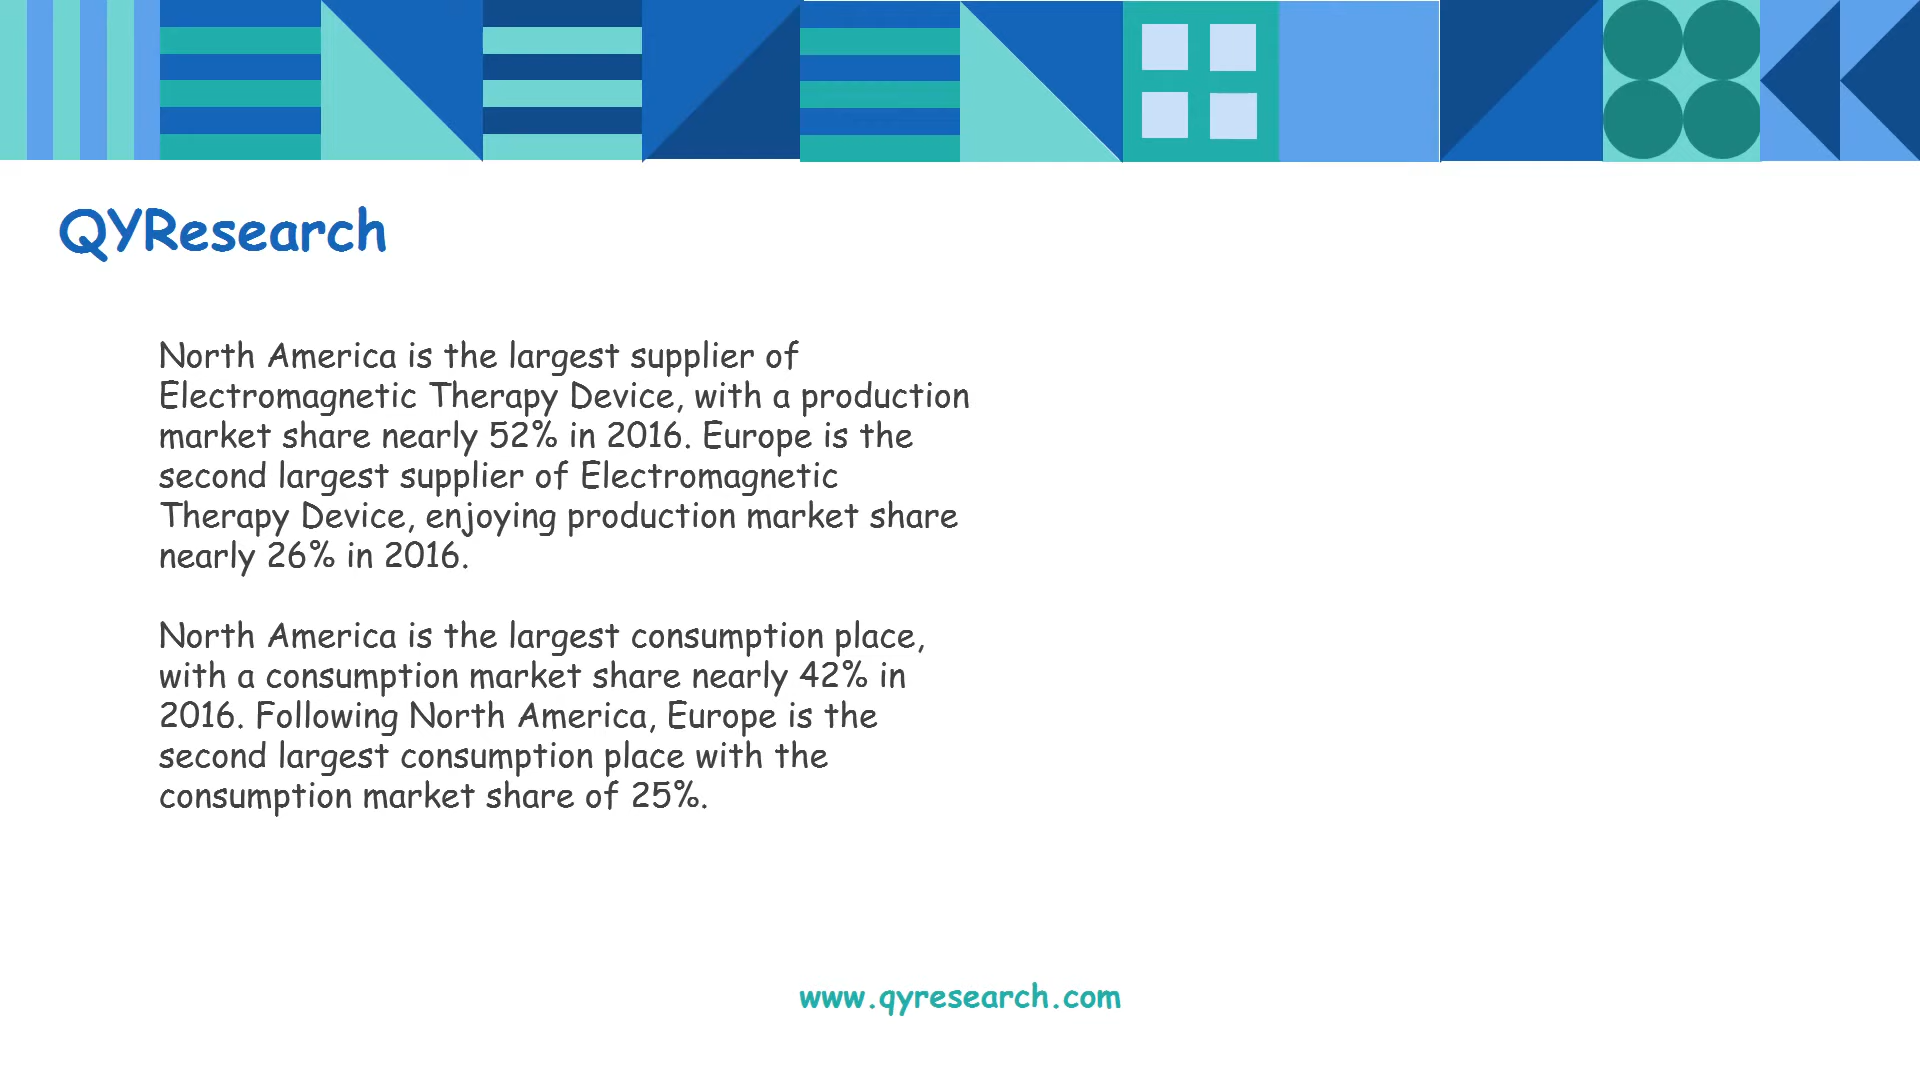 QYResearch
North America is the largest supplier of
Electromagnetic Therapy Device, with a production
market share nearly 52% in 2016. Europe is the
second largest supplier of Electromagnetic
Therapy Device, enjoying production market share
nearly 26% in 2016.
North America is the largest consumption place,
with a consumption market share nearly 42% in
2016. Following North America, Europe is the
second largest consumption place with the
consumption market share of 25%.
www.qyresearch.com